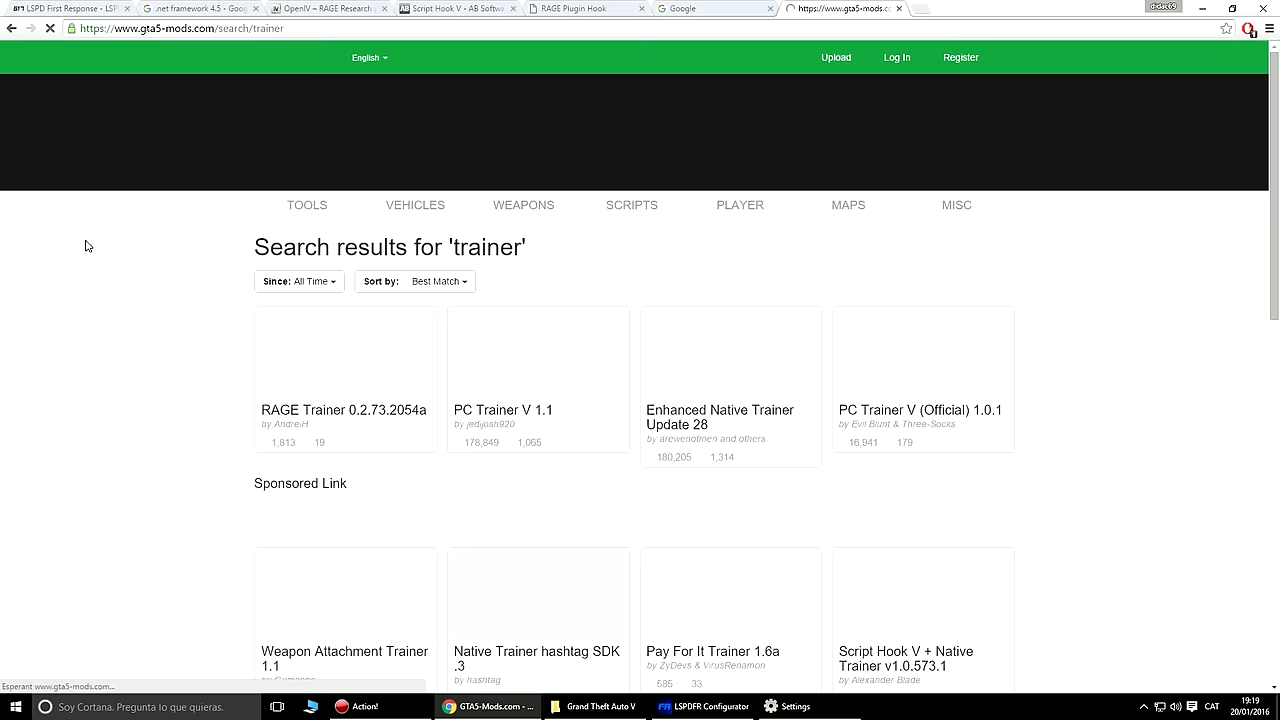 LSPD First Response - LSP
.net framework 4.5 - Goog
OpenIV – RAGE Research
Script Hook V - AB Softwa
RAGE Plugin Hook
Google
https://www.gta5-mods.c
https://www.gta5-mods.com/search/trainer
English
Upload
Log In
Register
TOOLS
VEHICLES
WEAPONS
SCRIPTS
PLAYER
MAPS
MISC
Search results for 'trainer'
Since: All Time
Sort by: Best Match
RAGE Trainer 0.2.73.2054a
by AndreiH
1,813 19
PC Trainer V 1.1
by jedijosh920
178,849 1,065
Enhanced Native Trainer
Update 28
by arewenotmen and others
180,205 1,314
PC Trainer V (Official) 1.0.1
by Evil Blunt & Three-Socks
16,941 179
Sponsored Link
Weapon Attachment Trainer
1.1
Native Trainer hashtag SDK
.3
by hashtag
Pay For It Trainer 1.6a
by ZyDevs & VirusRenamon
585 33
Script Hook V + Native
Trainer v1.0.573.1
by Alexander Blade
Esperant www.gta5-mods.com...
Soy Cortana. Pregunta lo que quieras.
Action!
GTA5-Mods.com - ...
Grand Theft Auto V
LSPDFR Configurator
Settings
CAT
19:19
20/01/2016